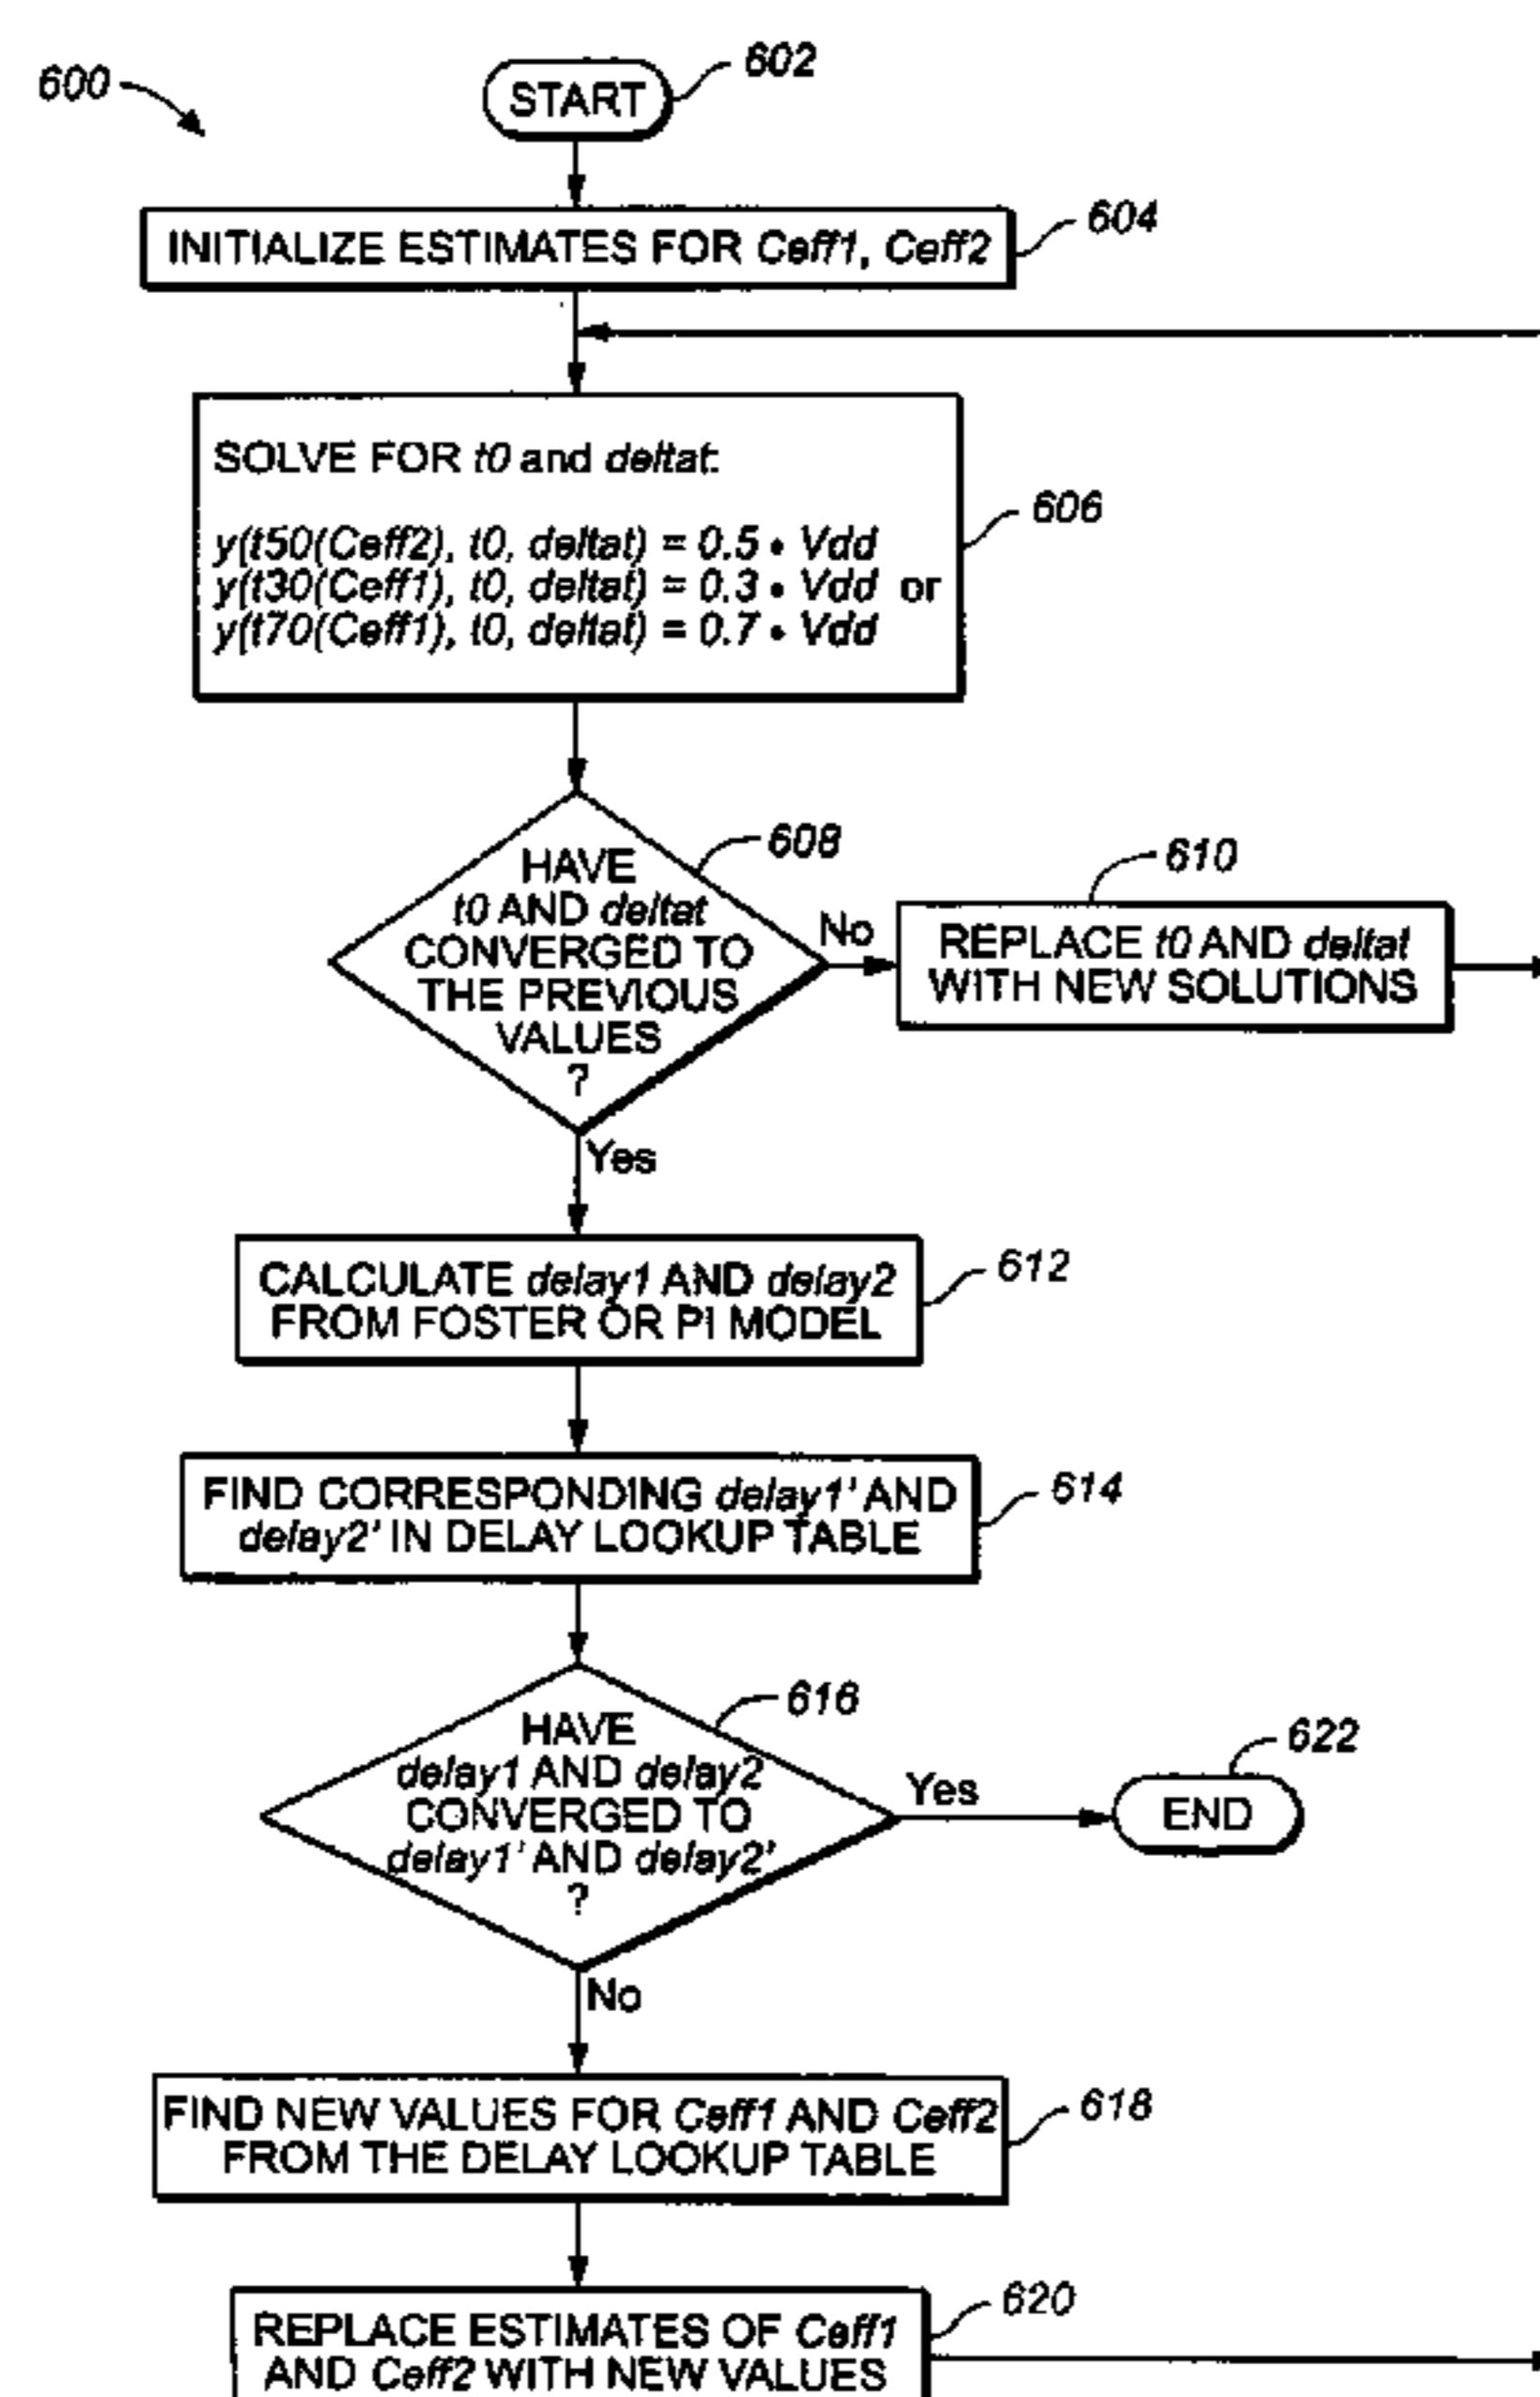 600
START
602
INITIALIZE ESTIMATES FOR Ceff1, Ceff2
604
SOLVE FOR t0 and deltat:
y(t50(Ceff2), t0, deltat) = 0.5 • Vdd
y(t30(Ceff1), t0, deltat) = 0.3 • Vdd or
y(t70(Ceff1), t0, deltat) = 0.7 • Vdd
606
HAVE
t0 AND deltat
CONVERGED TO
THE PREVIOUS
VALUES
?
608
No
Yes
REPLACE t0 AND deltat
WITH NEW SOLUTIONS
610
CALCULATE delay1 AND delay2
FROM FOSTER OR PI MODEL
612
FIND CORRESPONDING delay1' AND
delay2' IN DELAY LOOKUP TABLE
614
HAVE
delay1 AND delay2
CONVERGED TO
delay1' AND delay2'
?
616
Yes
END
622
No
FIND NEW VALUES FOR Ceff1 AND Ceff2
FROM THE DELAY LOOKUP TABLE
618
REPLACE ESTIMATES OF Ceff1
AND Ceff2 WITH NEW VALUES
620